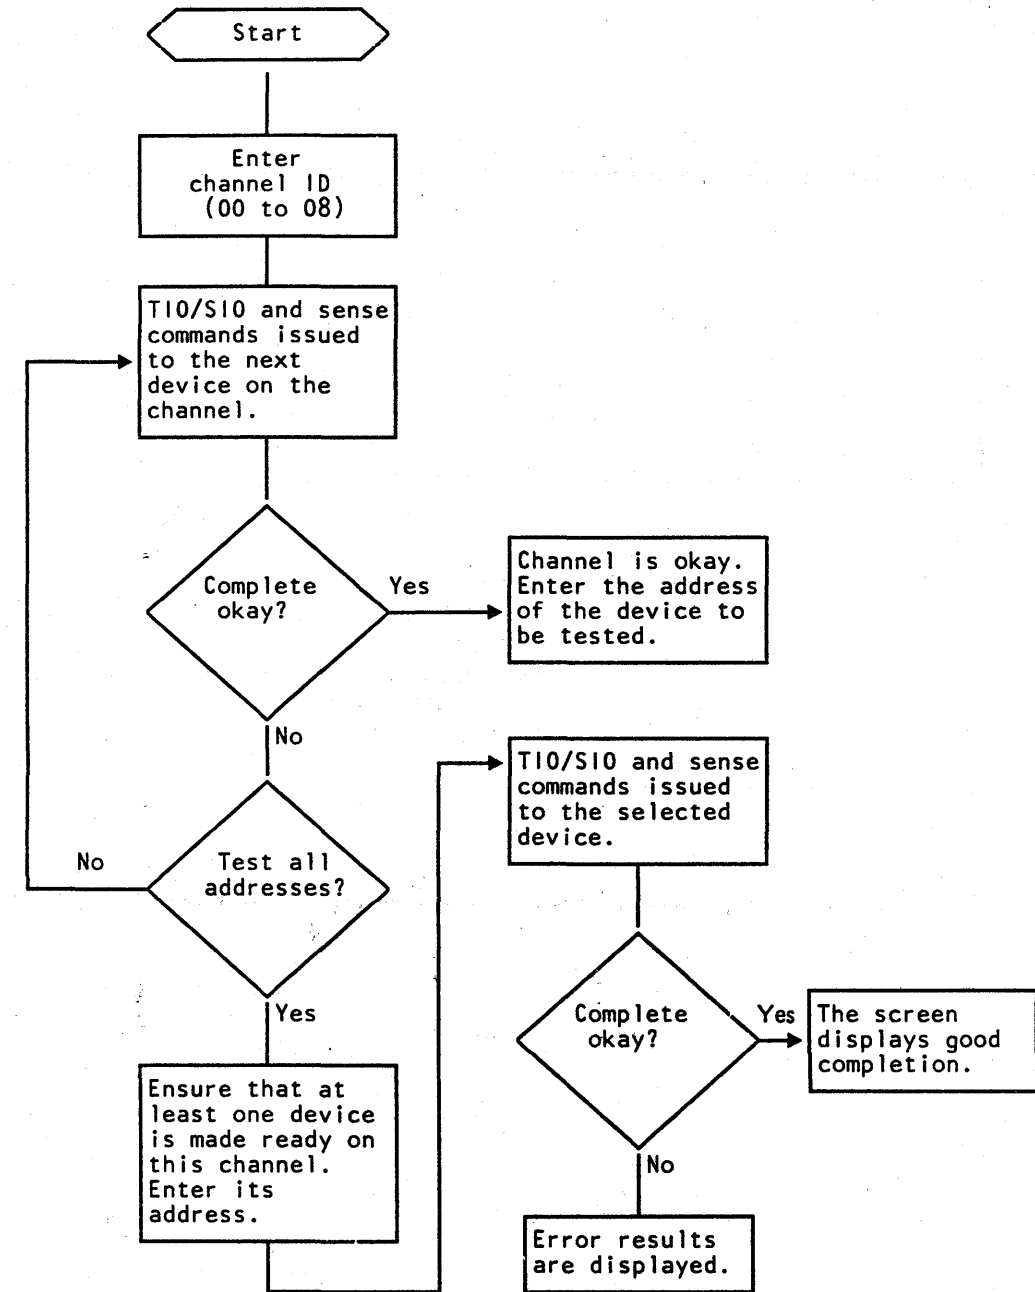 Start
Enter
channel ID
(00 to 08)
TIO/SIO and sense
commands issued
to the next
device on the
channel.
Complete
okay?
Yes
Channel is okay.
Enter the address
of the device to
be tested.
No
Test all
addresses?
No
Yes
Ensure that at
least one device
is made ready on
this channel.
Enter its
address.
TIO/SIO and sense
commands issued
to the selected
device.
Complete
okay?
Yes
The screen
displays good
completion.
No
Error results
are displayed.